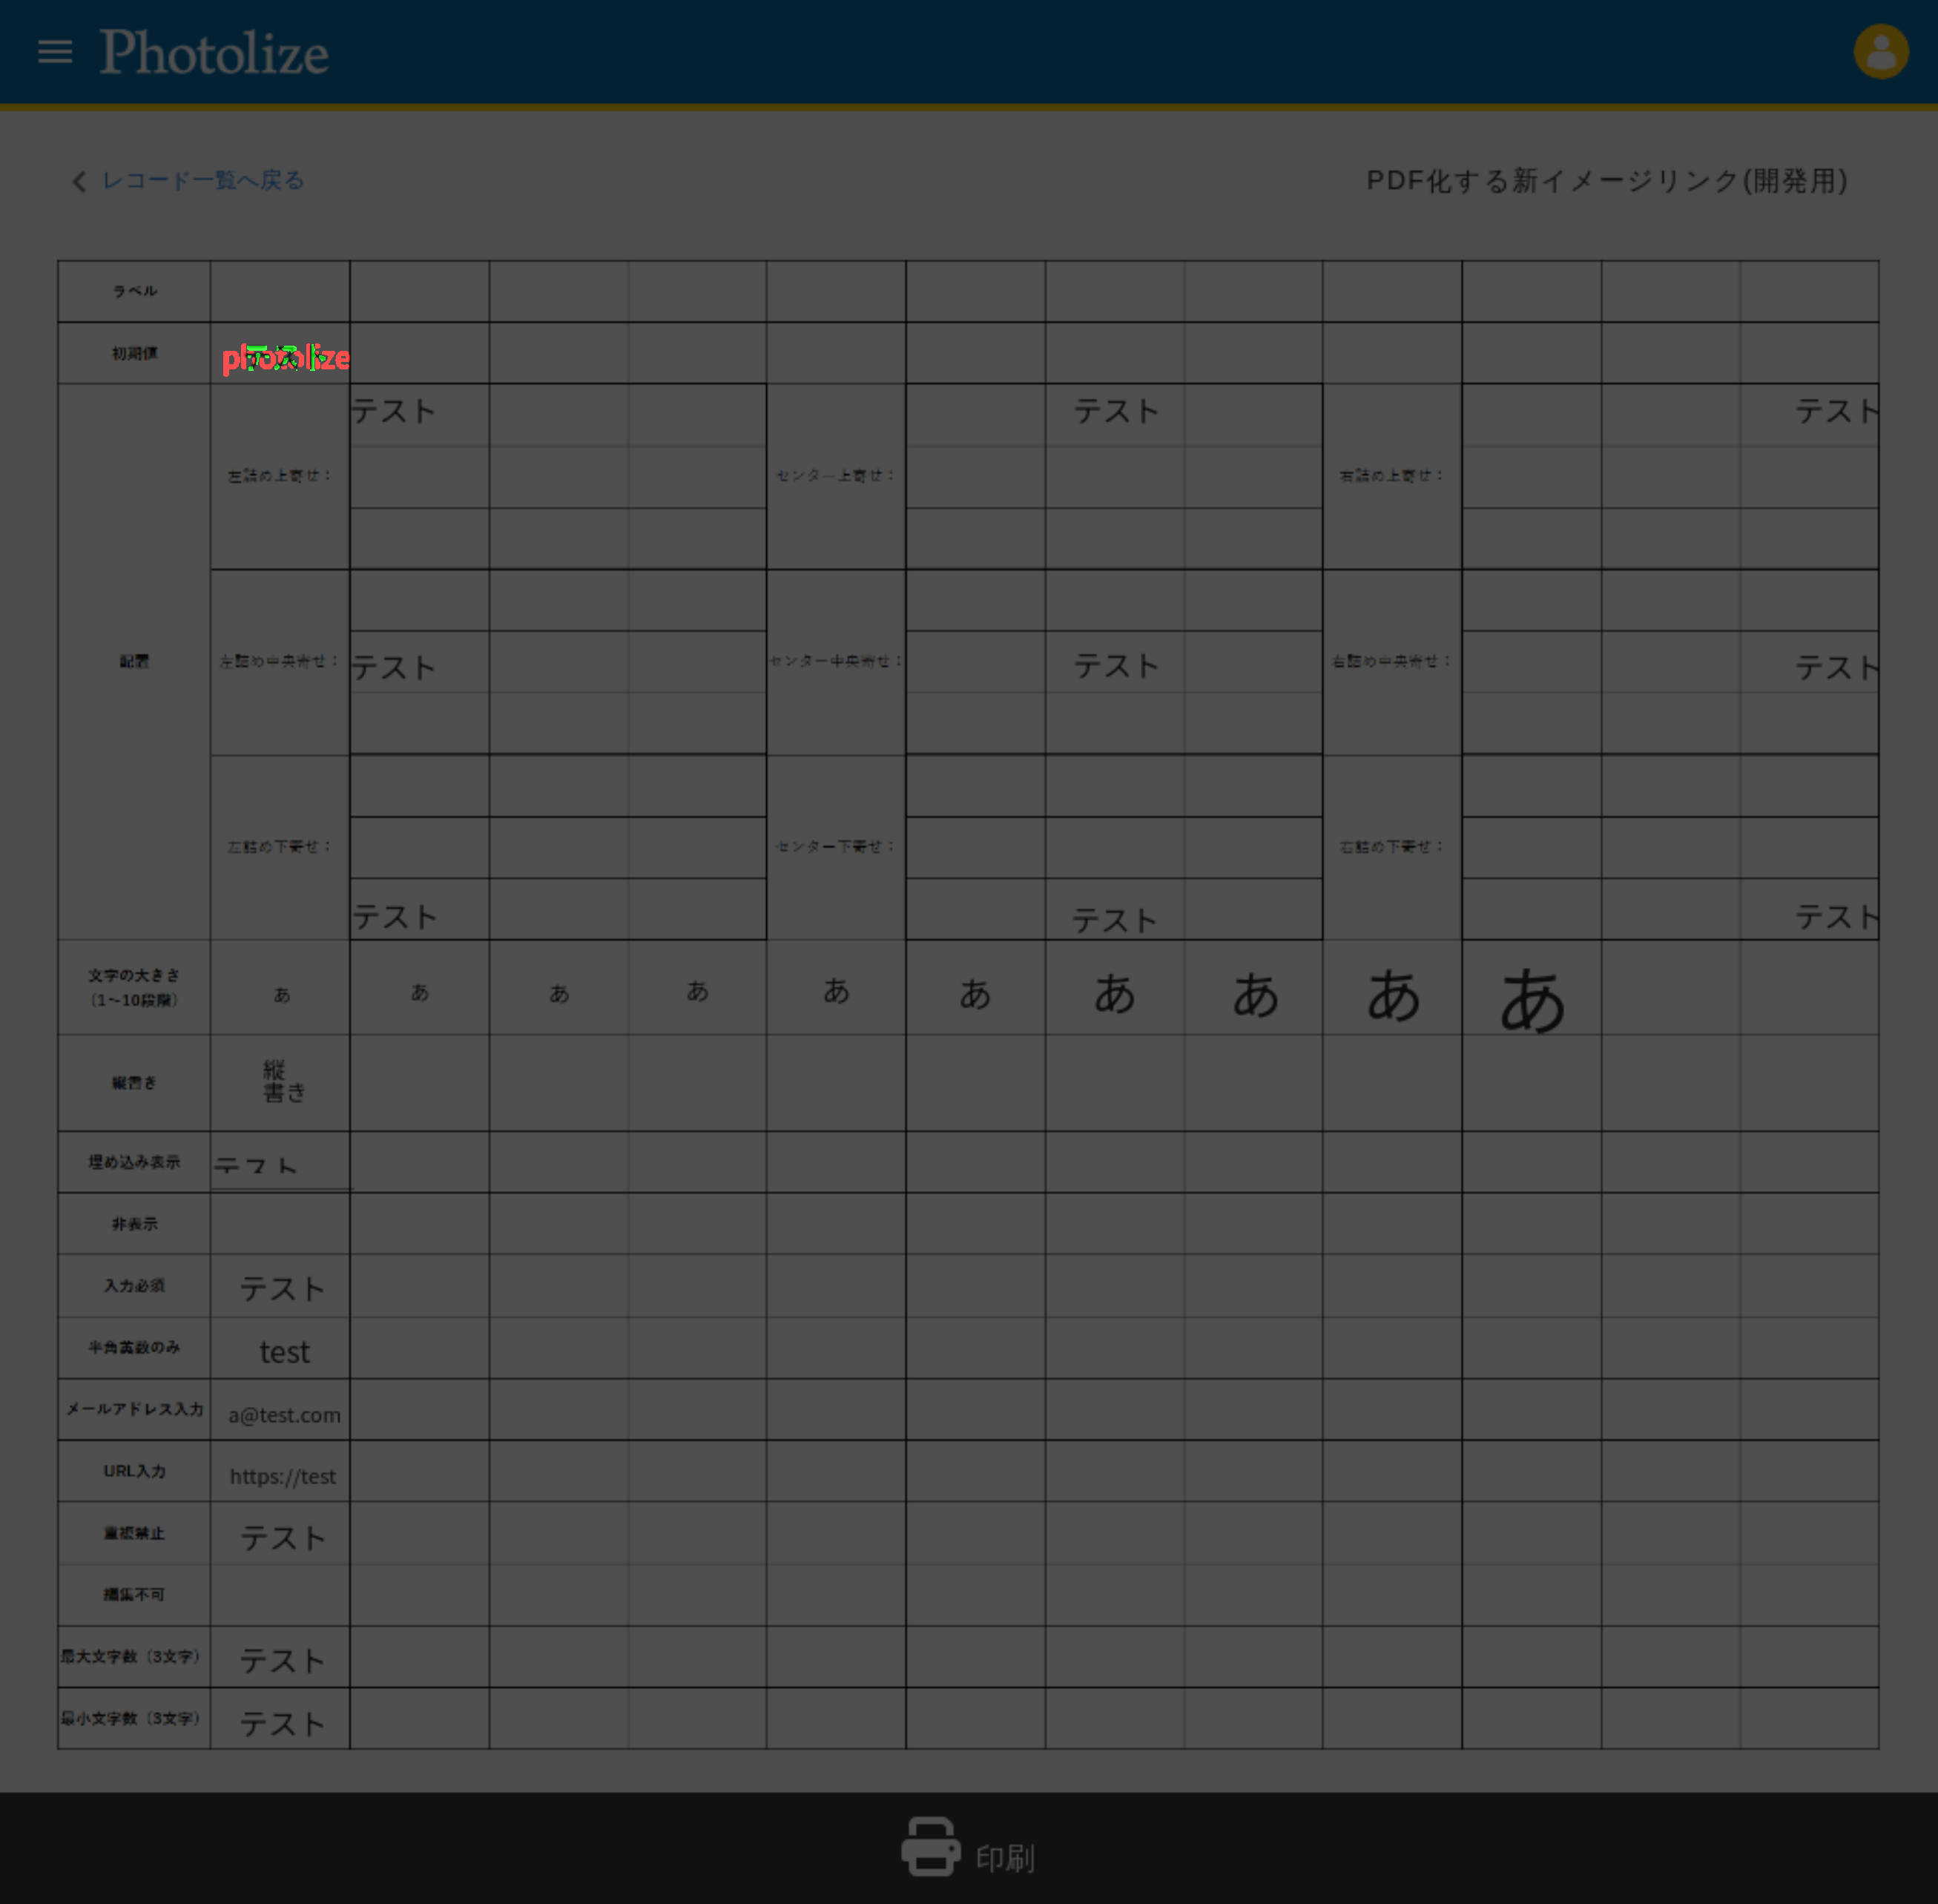 Photolize
レコード一覧へ戻る
PDF化する新イメージリンク(開発用)
ラベル
初期値 photolize
配置
左詰め上寄せ： テスト センター上寄せ： テスト 右詰め上寄せ： テスト
左詰め中央寄せ： テスト センター中央寄せ： テスト 右詰め中央寄せ： テスト
左詰め下寄せ： テスト センター下寄せ： テスト 右詰め下寄せ： テスト
文字の大きさ
（1～10段階） あ あ あ あ あ あ あ あ あ あ
縦書き 縦
書き
埋め込み表示 テスト
非表示
入力必須 テスト
半角英数のみ test
メールアドレス入力 a@test.com
URL入力 https://test
重複禁止 テスト
編集不可
最大文字数（3文字） テスト
最小文字数（3文字） テスト
印刷